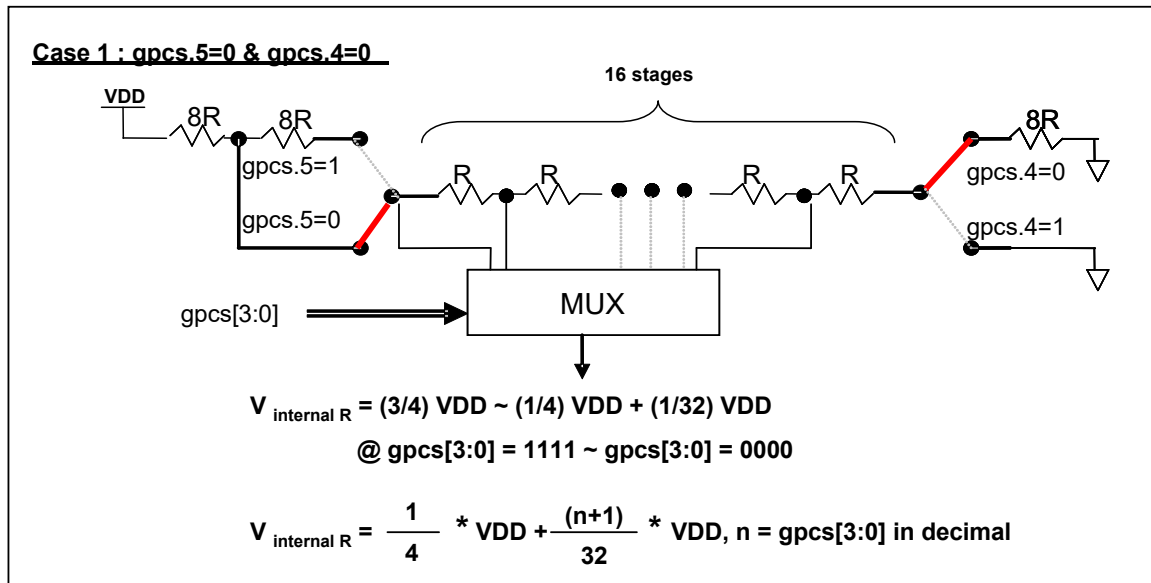 Case 1 : gpcs.5=0 & gpcs.4=0
16 stages
VDD
8R 8R 8R
gpcs.5=1
gpcs.4=0
R R R R
gpcs.5=0
gpcs.4=1
MUX
gpcs[3:0]
V internal R = (3/4) VDD ~ (1/4) VDD + (1/32) VDD
@ gpcs[3:0] = 1111 ~ gpcs[3:0] = 0000
V internal R = 1/4 * VDD + (n+1)/32 * VDD, n = gpcs[3:0] in decimal